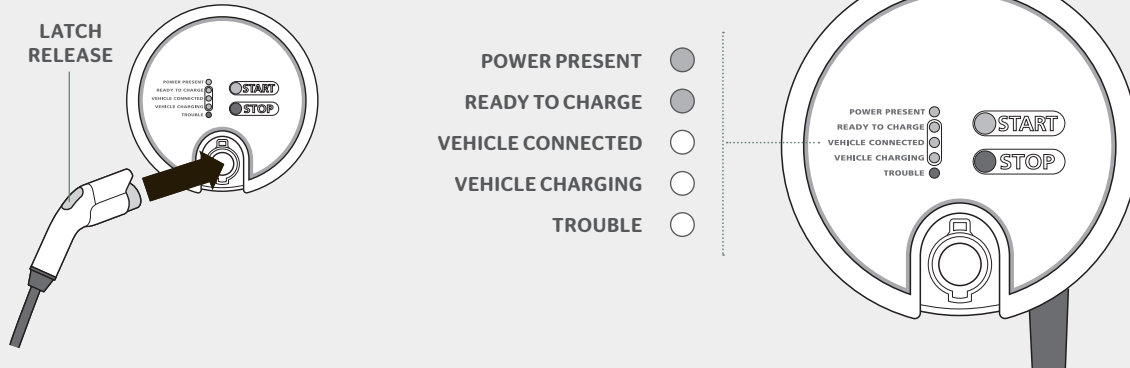 LATCH
RELEASE
POWER PRESENT
READY TO CHARGE
VEHICLE CONNECTED
VEHICLE CHARGING
TROUBLE
START
STOP
POWER PRESENT
READY TO CHARGE
VEHICLE CONNECTED
VEHICLE CHARGING
TROUBLE
POWER PRESENT
READY TO CHARGE
VEHICLE CONNECTED
VEHICLE CHARGING
TROUBLE
START
STOP